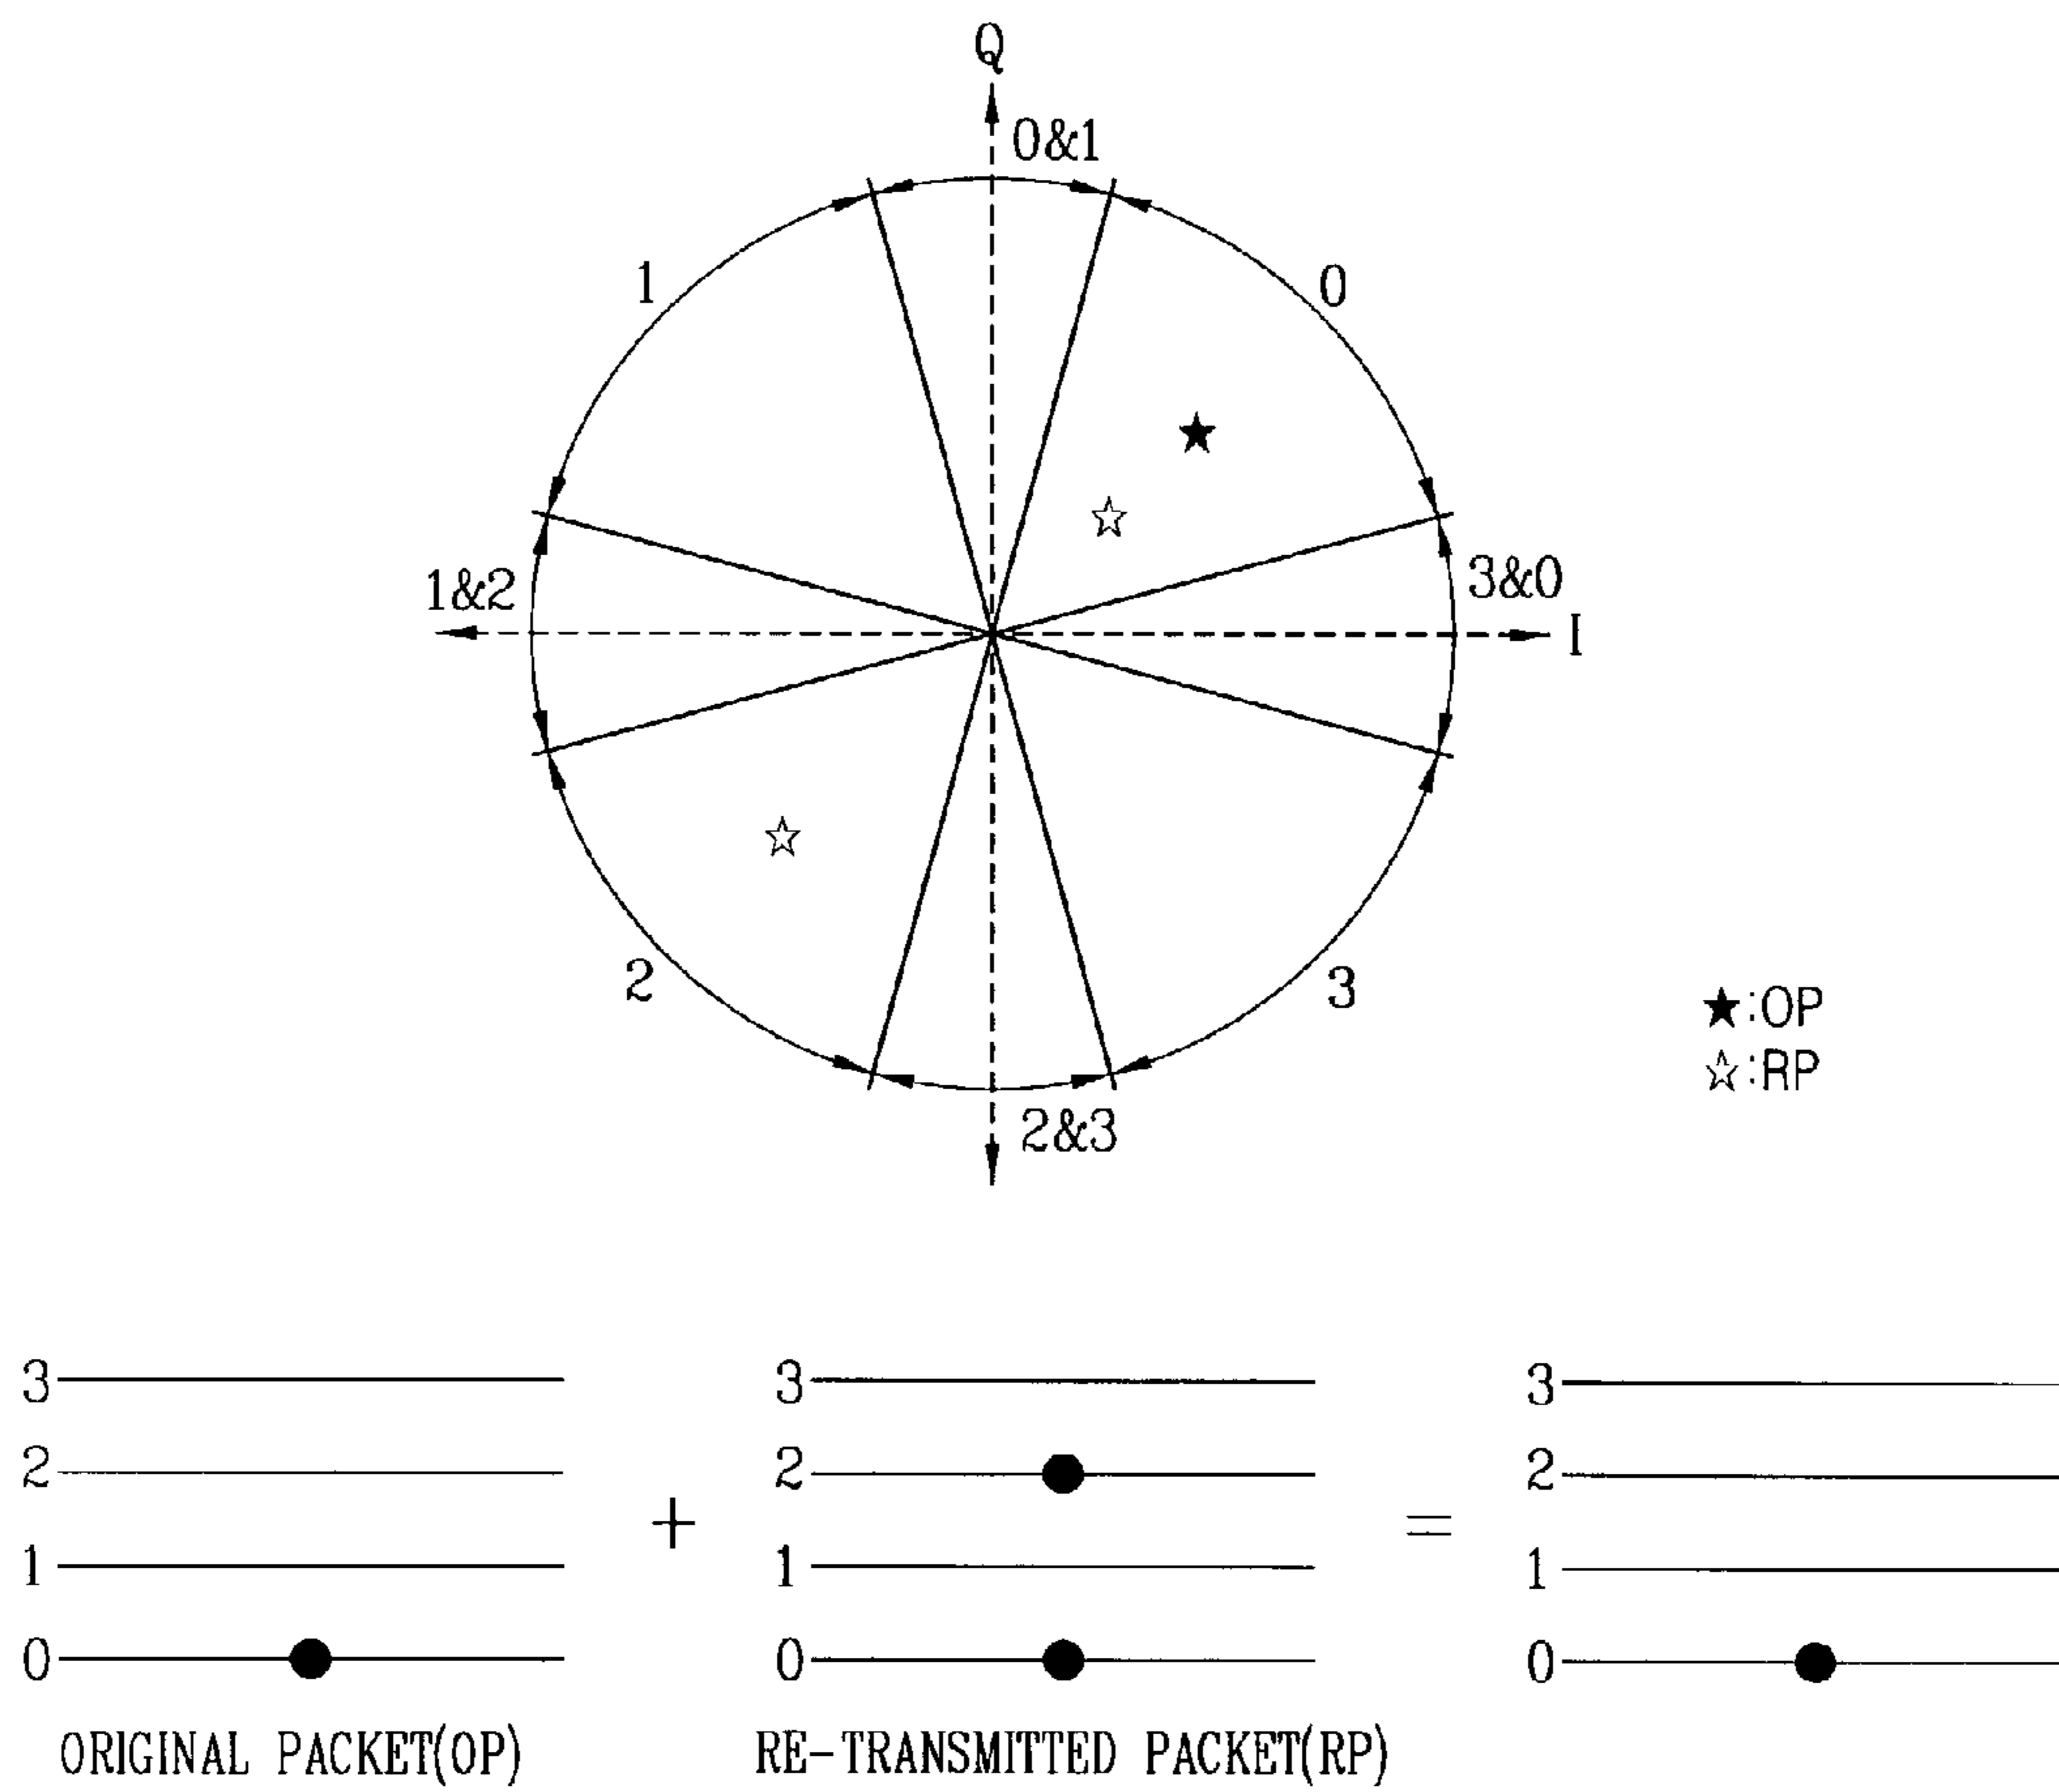 Q
0&1
1
0
1&2
3&0
I
2
3
★:OP
☆:RP
2&3
3 3 3
2 2 2
+ =
1 1 1
0 0 0
ORIGINAL PACKET(OP) RE-TRANSMITTED PACKET(RP)